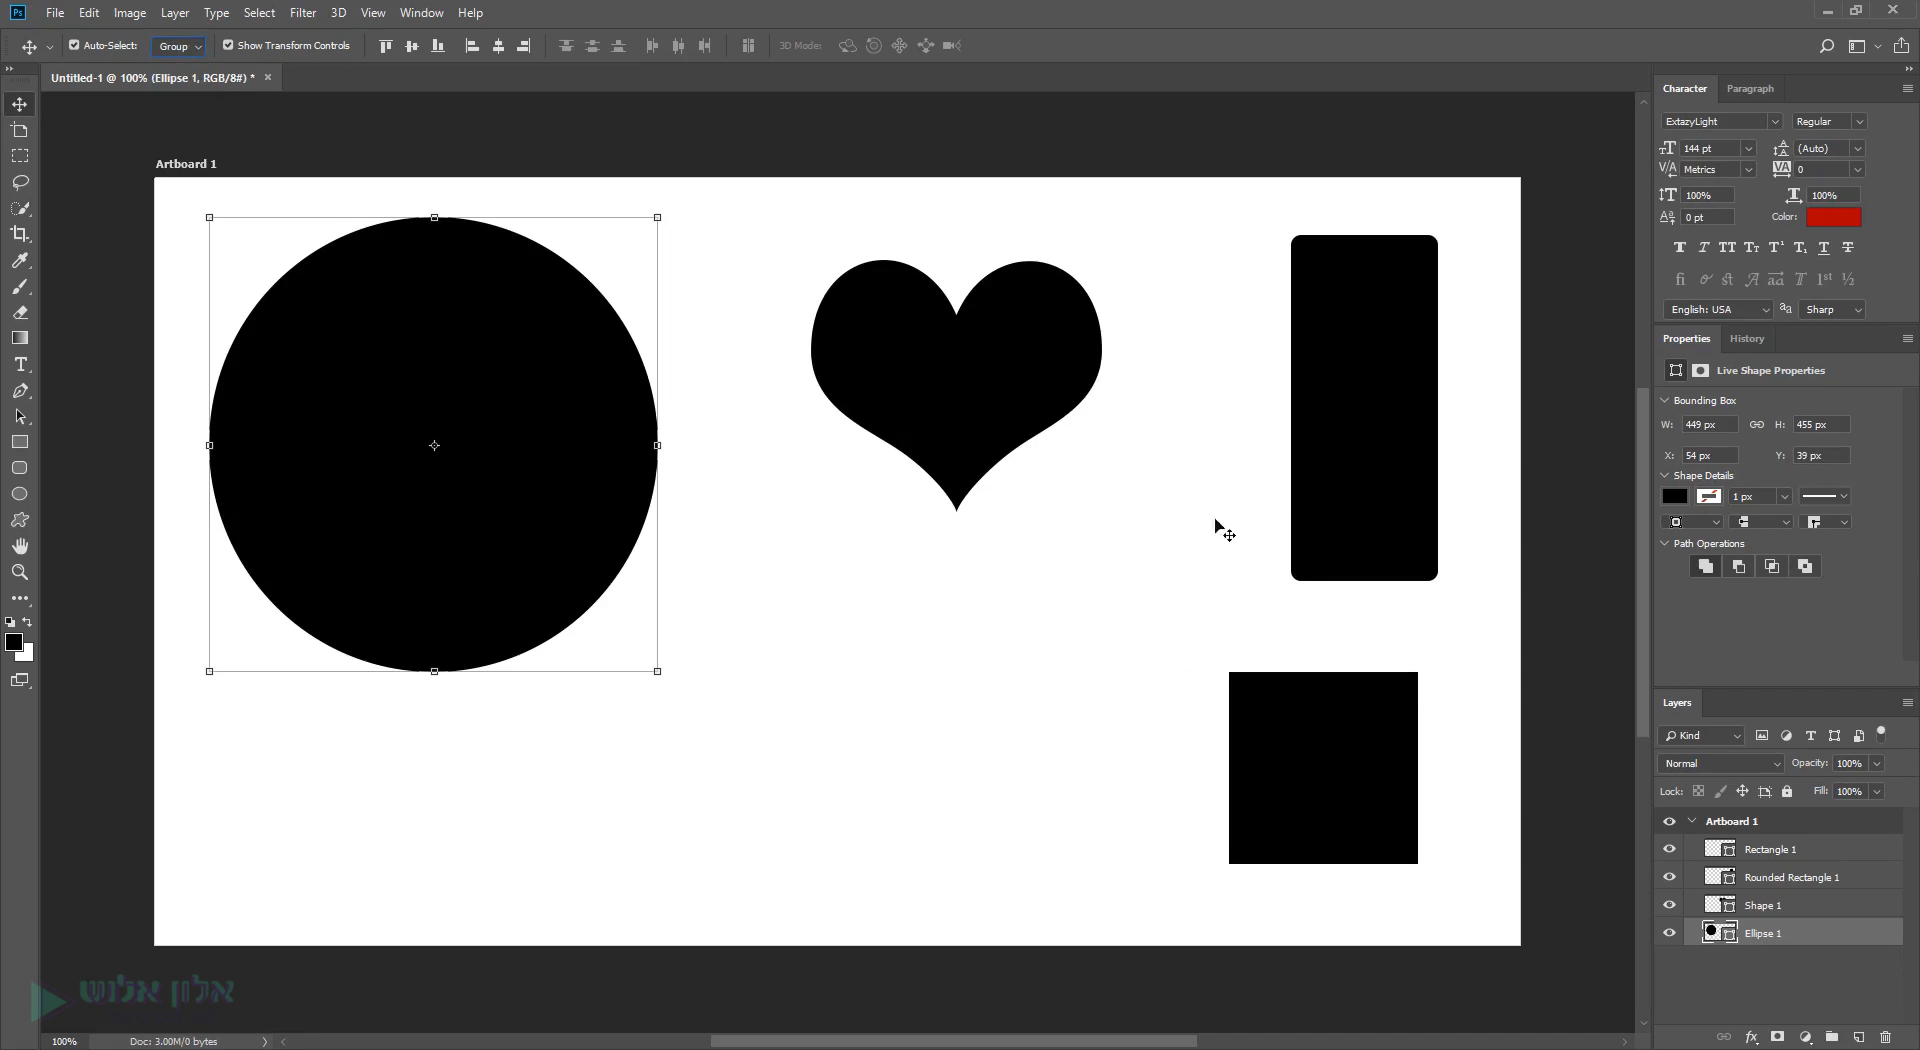 Ps File Edit Image Layer Type Select Filter 3D View Window Help
Auto-Select: Group Show Transform Controls 3D Mode:
Untitled-1 @ 100% (Ellipse 1, RGB/8#) * ×
Artboard 1
Character Paragraph
ExtazyLight Regular
144 pt (Auto)
Metrics 0
100% 100%
0 pt Color:
English: USA Sharp
Properties History
Live Shape Properties
Bounding Box
W: 449 px H: 455 px
X: 54 px Y: 39 px
Shape Details
1 px
Path Operations
Layers
Kind
Normal Opacity: 100%
Lock: Fill: 100%
Artboard 1
Rectangle 1
Rounded Rectangle 1
Shape 1
Ellipse 1
אלון אלוש
100% Doc: 3.00M/0 bytes